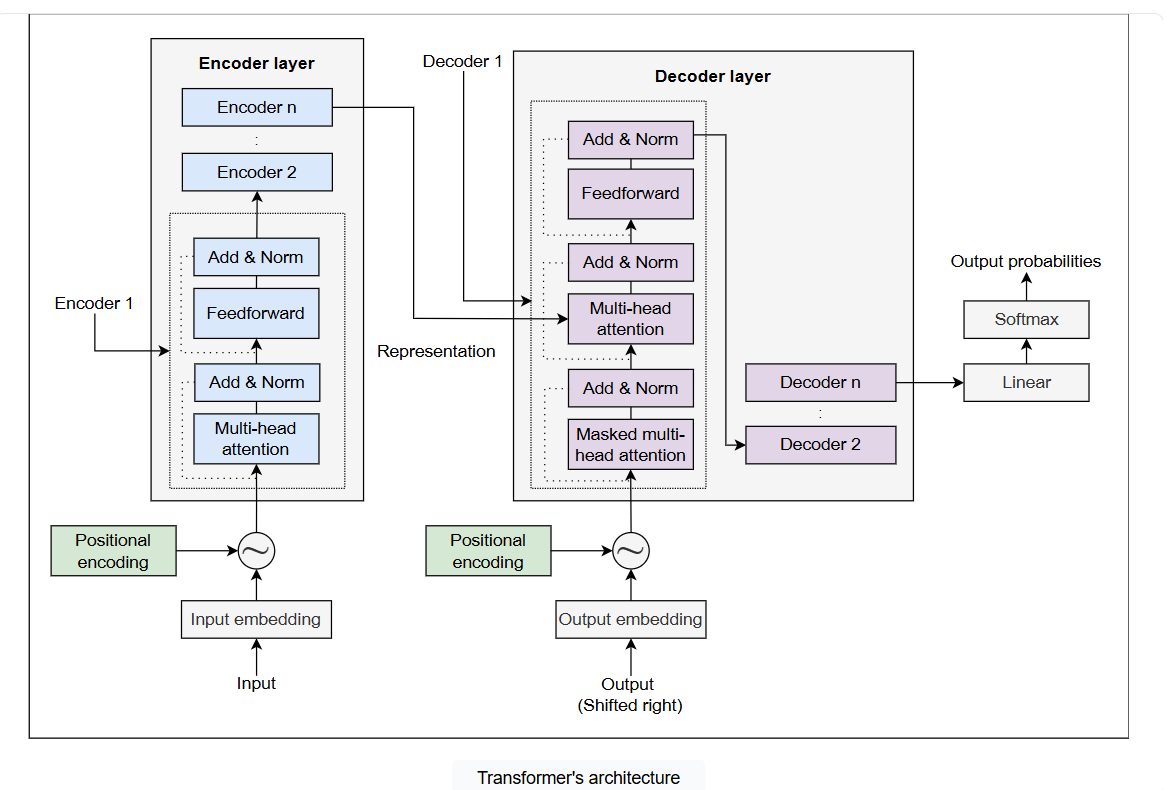 Encoder layer
Encoder n
:
Encoder 2
Add & Norm
Feedforward
Add & Norm
Multi-head
attention
Encoder 1
Positional
encoding
Input embedding
Input
Representation
Decoder 1
Decoder layer
Add & Norm
Feedforward
Add & Norm
Multi-head
attention
Add & Norm
Masked multi-
head attention
Decoder n
:
Decoder 2
Positional
encoding
Output embedding
Output
(Shifted right)
Output probabilities
Softmax
Linear
Transformer's architecture